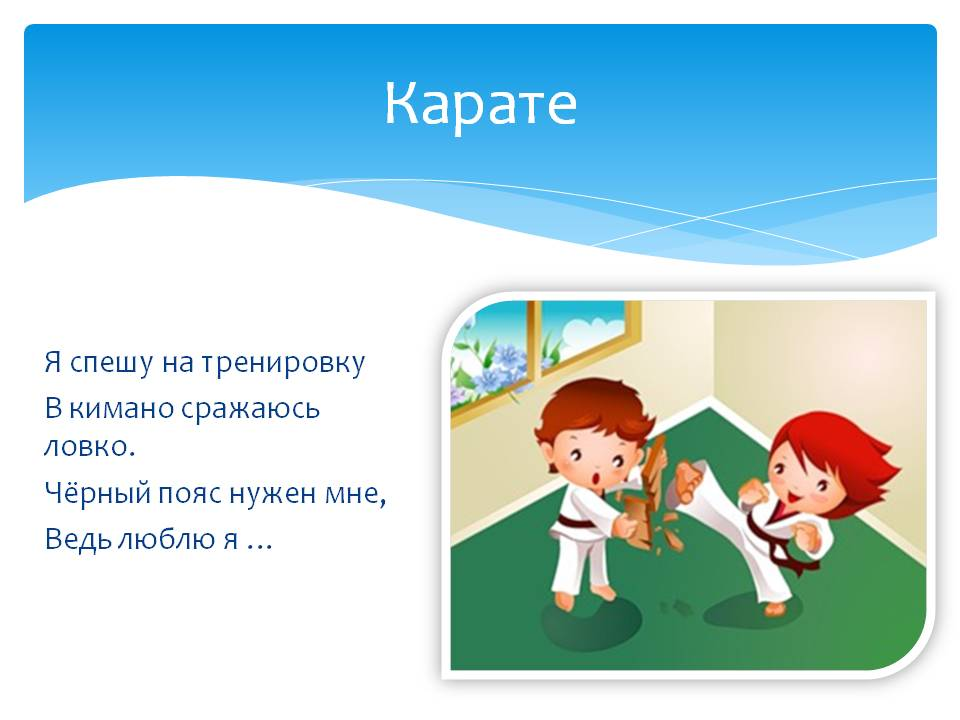 Карате
Я спешу на тренировку
В кимано сражаюсь
ловко.
Чёрный пояс нужен мне,
Ведь люблю я …